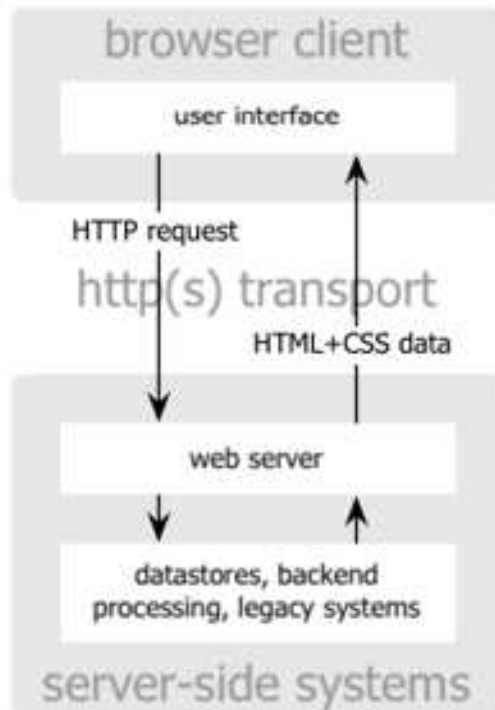 browser client
user interface
HTTP request
http(s) transport
HTML+CSS data
web server
datastores, backend
processing, legacy systems
server-side systems